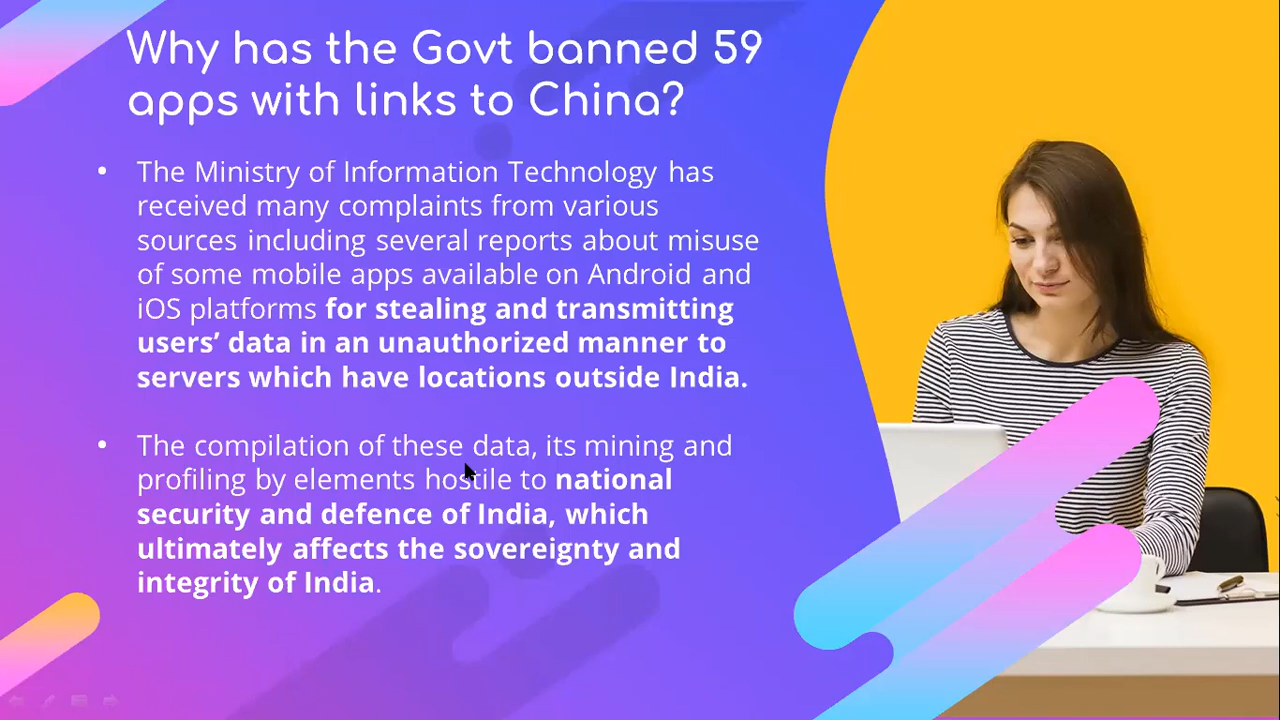 Why has the Govt banned 59
apps with links to China?
• The Ministry of Information Technology has
received many complaints from various
sources including several reports about misuse
of some mobile apps available on Android and
iOS platforms for stealing and transmitting
users’ data in an unauthorized manner to
servers which have locations outside India.
• The compilation of these data, its mining and
profiling by elements hostile to national
security and defence of India, which
ultimately affects the sovereignty and
integrity of India.